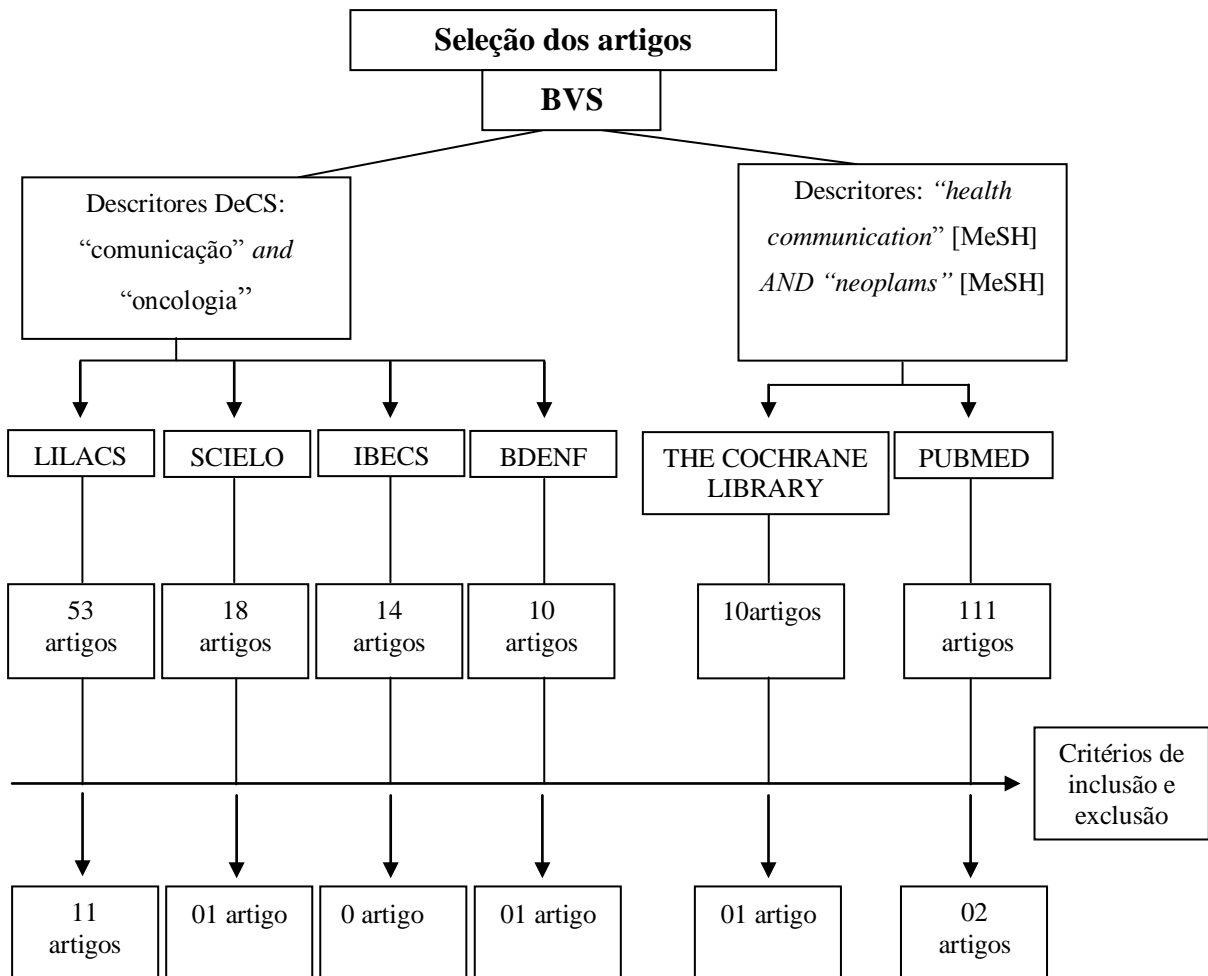 Seleção dos artigos
BVS
Descritores DeCS:
“comunicação” and
“oncologia”
Descritores: “health
communication” [MeSH]
AND “neoplams” [MeSH]
LILACS
SCIELO
IBECS
BDENF
THE COCHRANE
LIBRARY
PUBMED
53
artigos
18
artigos
14
artigos
10
artigos
10artigos
111
artigos
Critérios de
inclusão e
exclusão
11
artigos
01 artigo
0 artigo
01 artigo
01 artigo
02
artigos